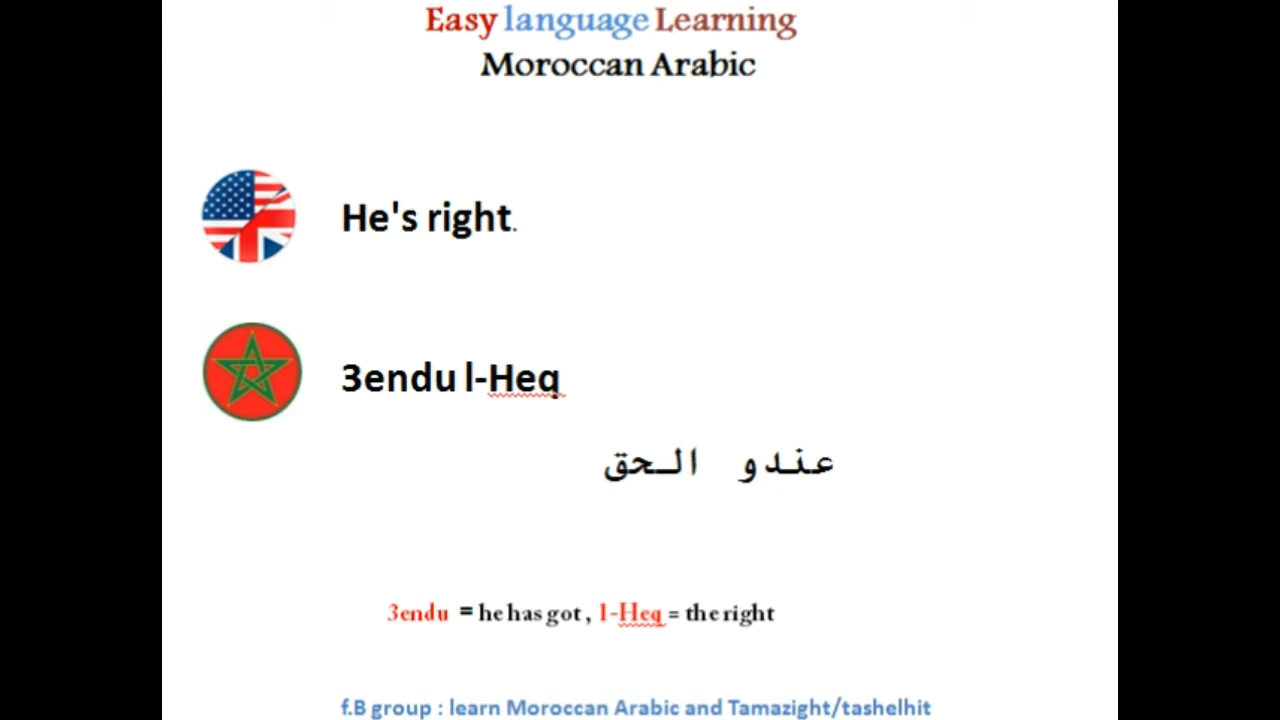 Easy language Learning
Moroccan Arabic
He's right.
3endu l-Heq
عندو الحق
3endu = he has got , l-Heq = the right
f.B group : learn Moroccan Arabic and Tamazight/tashelhit